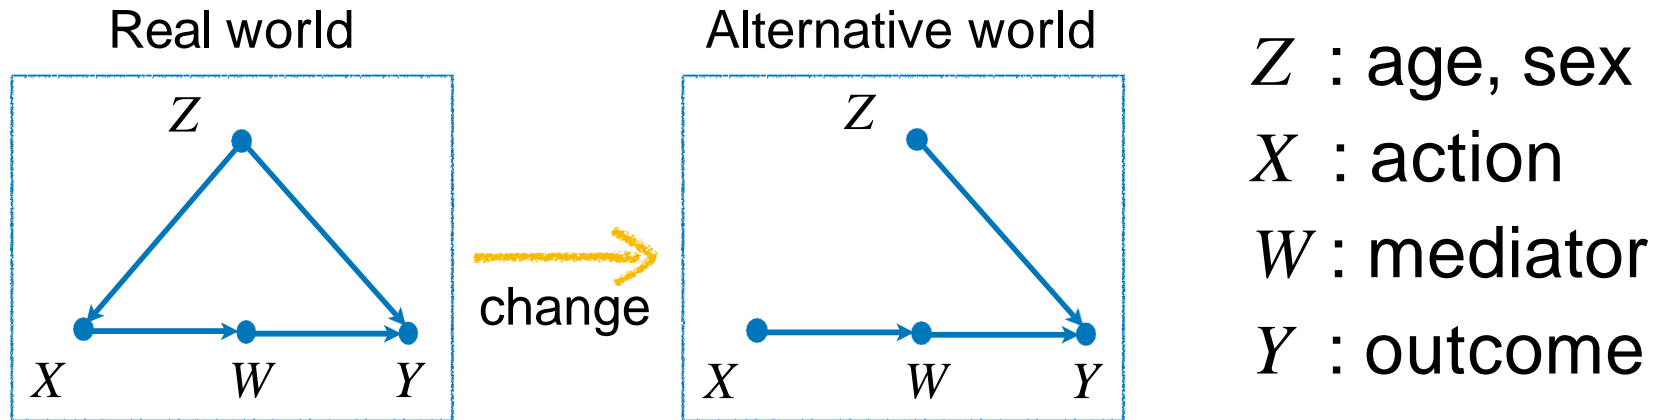 Real world
Z
X W Y
change
Alternative world
Z
X W Y
Z : age, sex
X : action
W : mediator
Y : outcome